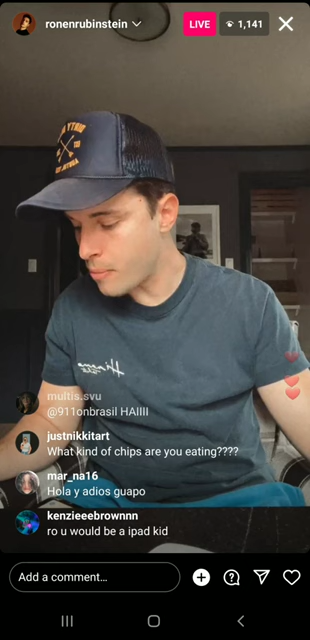 ronenrubinstein
LIVE
1,141
multis.svu
@911onbrasil HAIIII
justnikkitart
What kind of chips are you eating????
mar_na16
Hola y adios guapo
kenzieeebrownnn
ro u would be a ipad kid
Add a comment...